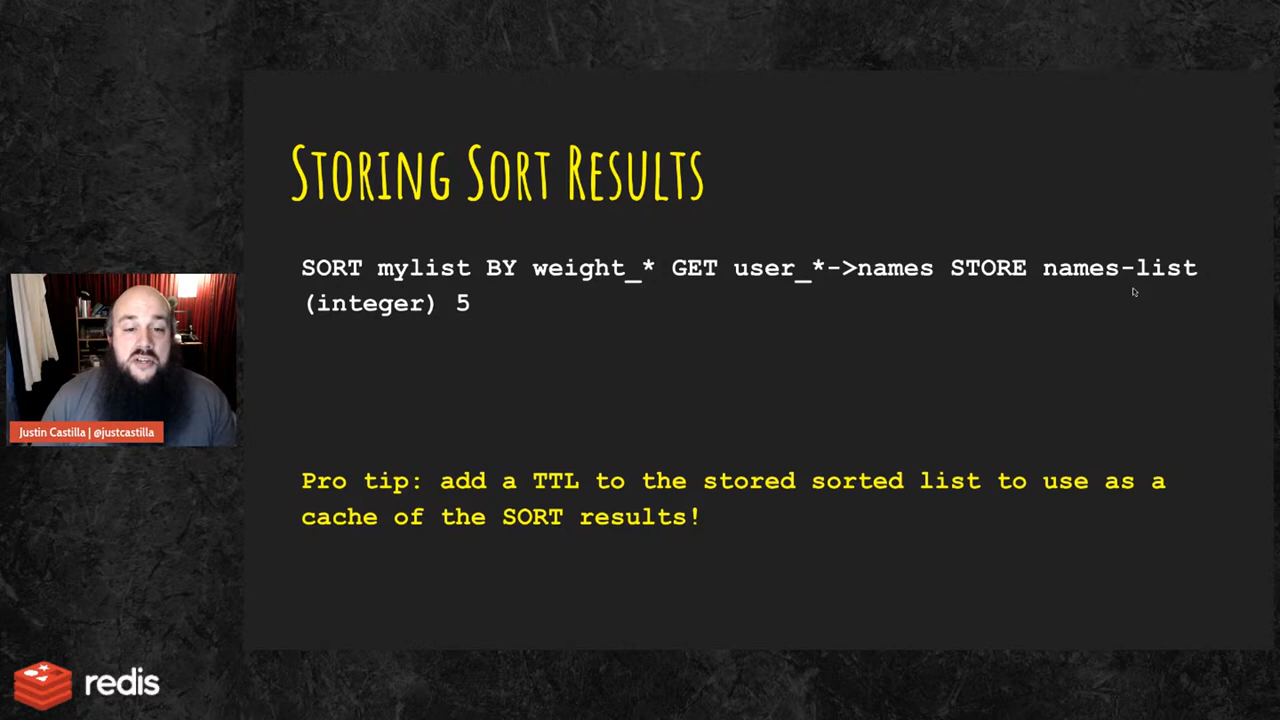 Storing Sort Results
SORT mylist BY weight_* GET user_*->names STORE names-list
(integer) 5
Pro tip: add a TTL to the stored sorted list to use as a
cache of the SORT results!
Justin Castilla | @justcastilla
redis